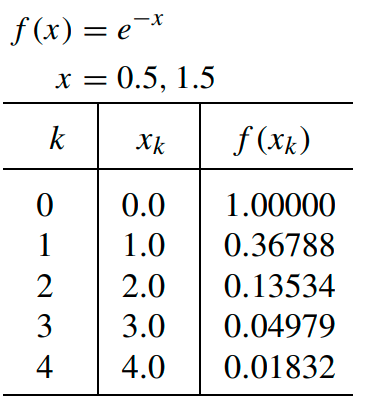 f(x) = e^{-x}
x = 0.5, 1.5
k x_k f(x_k)
0 0.0 1.00000
1 1.0 0.36788
2 2.0 0.13534
3 3.0 0.04979
4 4.0 0.01832